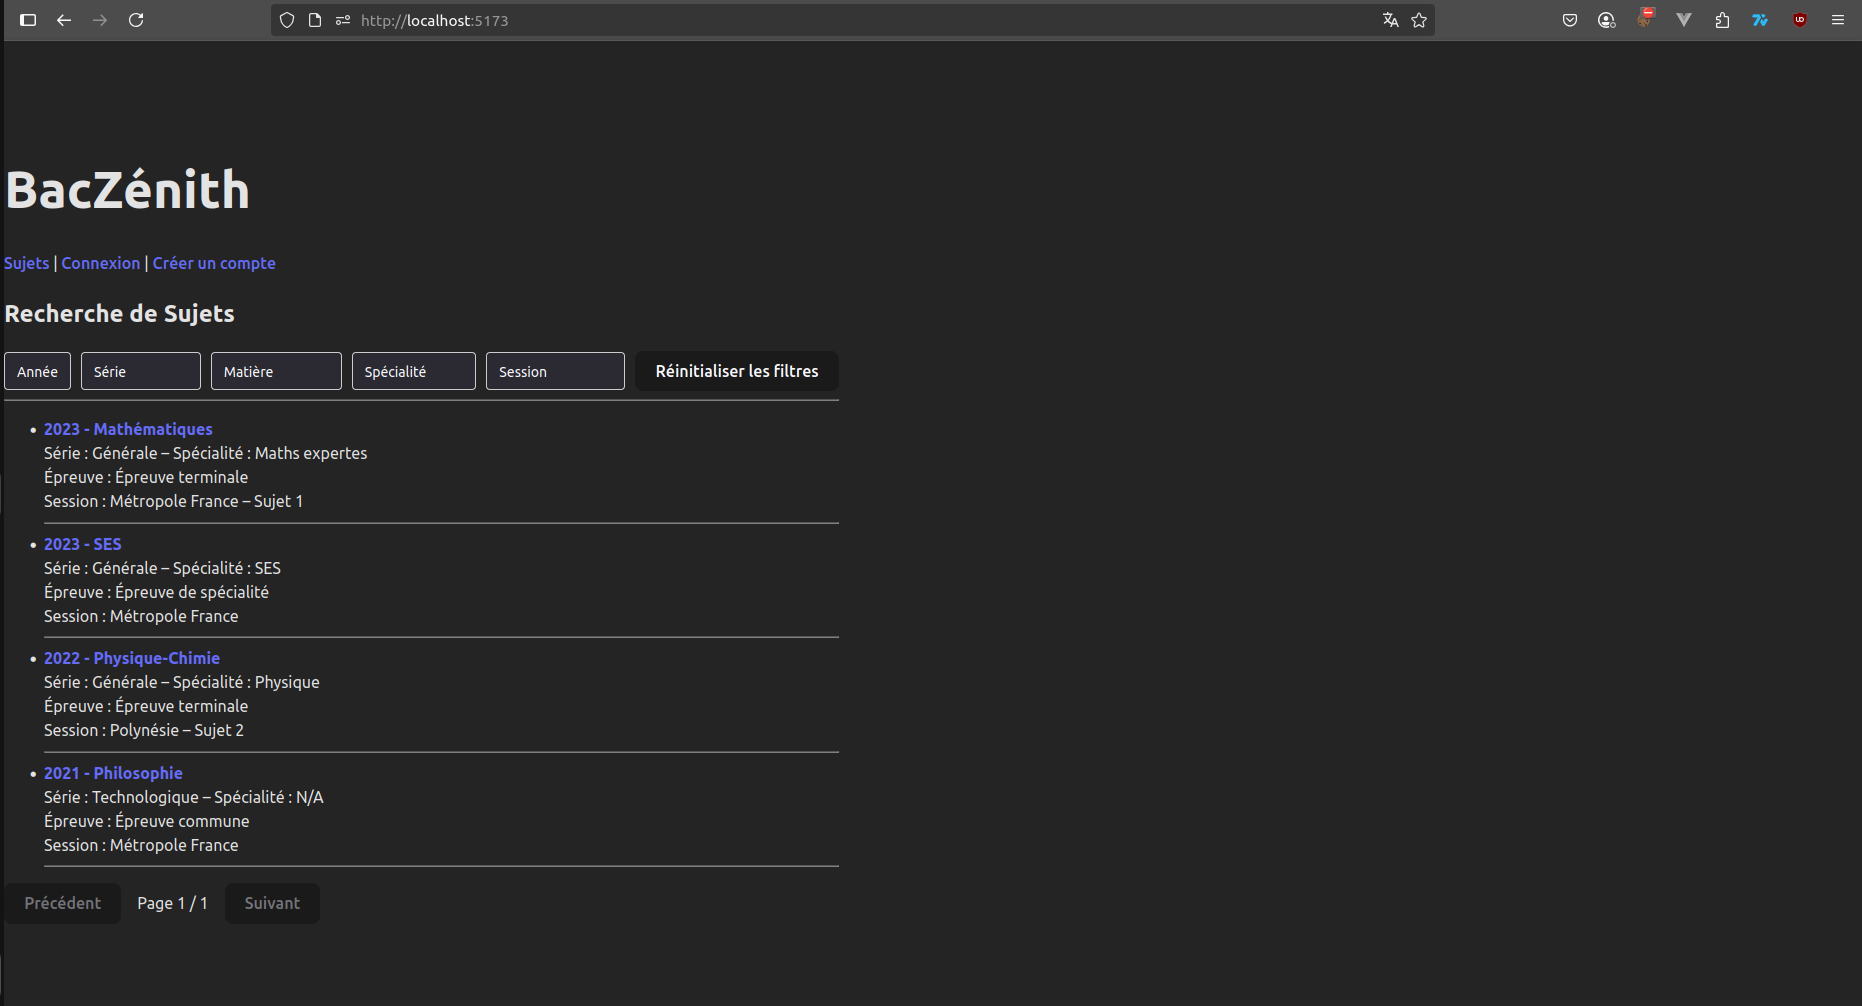 http://localhost:5173
BacZénith
Sujets | Connexion | Créer un compte
Recherche de Sujets
Année Série Matière Spécialité Session Réinitialiser les filtres
• 2023 - Mathématiques
Série : Générale – Spécialité : Maths expertes
Épreuve : Épreuve terminale
Session : Métropole France – Sujet 1
• 2023 - SES
Série : Générale – Spécialité : SES
Épreuve : Épreuve de spécialité
Session : Métropole France
• 2022 - Physique-Chimie
Série : Générale – Spécialité : Physique
Épreuve : Épreuve terminale
Session : Polynésie – Sujet 2
• 2021 - Philosophie
Série : Technologique – Spécialité : N/A
Épreuve : Épreuve commune
Session : Métropole France
Précédent Page 1 / 1 Suivant